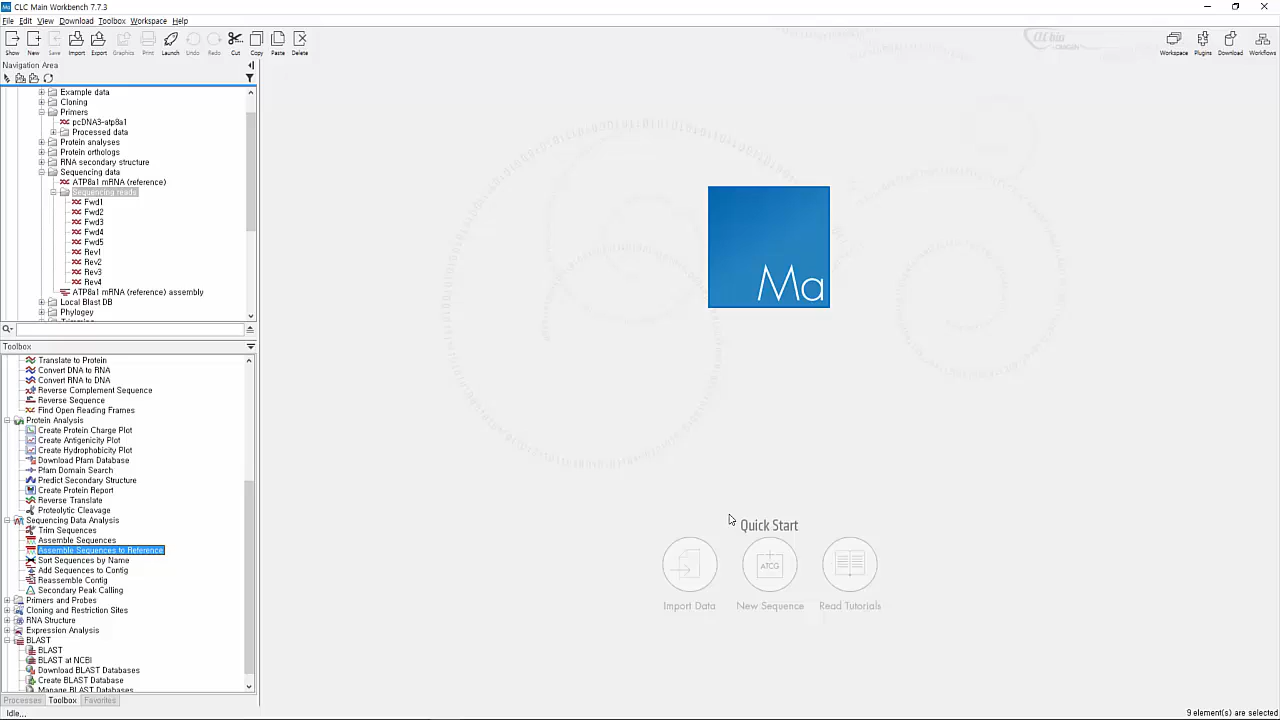 CLC Main Workbench 7.7.3
File Edit View Download Toolbox Workspace Help
Show New Save Import Export Graphics Print Launch Undo Redo Cut Copy Paste Delete
Workspace Plugins Download Workflows
CLC bio
Navigation Area
Example data
Cloning
Primers
pcDNA3-atp8a1
Processed data
Protein analyses
Protein orthologs
RNA secondary structure
Sequencing data
ATP8a1 mRNA (reference)
Sequencing reads
Fwd1
Fwd2
Fwd3
Fwd4
Fwd5
Rev1
Rev2
Rev3
Rev4
ATP8a1 mRNA (reference) assembly
Local Blast DB
Phylogey
Toolbox
Translate to Protein
Convert DNA to RNA
Convert RNA to DNA
Reverse Complement Sequence
Reverse Sequence
Find Open Reading Frames
Protein Analysis
Create Protein Charge Plot
Create Antigenicity Plot
Create Hydrophobicity Plot
Download Pfam Database
Pfam Domain Search
Predict Secondary Structure
Create Protein Report
Reverse Translate
Proteolytic Cleavage
Sequencing Data Analysis
Trim Sequences
Assemble Sequences
Assemble Sequences to Reference
Sort Sequences by Name
Add Sequences to Contig
Reassemble Contig
Secondary Peak Calling
Primers and Probes
Cloning and Restriction Sites
RNA Structure
Expression Analysis
BLAST
BLAST
BLAST at NCBI
Download BLAST Databases
Create BLAST Database
Manage BLAST Databases
Processes Toolbox Favorites
Idle...
Ma
Quick Start
ATCG
Import Data New Sequence Read Tutorials
9 element(s) are selected